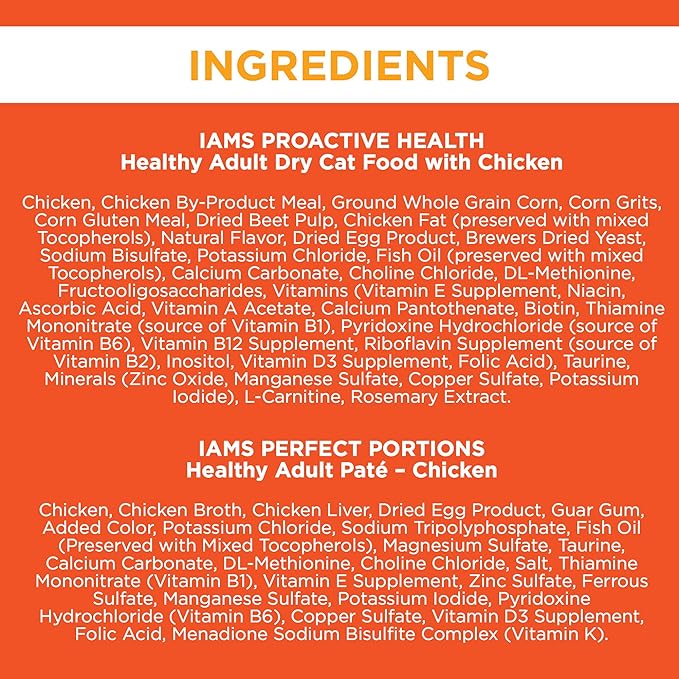 INGREDIENTS
IAMS PROACTIVE HEALTH
Healthy Adult Dry Cat Food with Chicken
Chicken, Chicken By-Product Meal, Ground Whole Grain Corn, Corn Grits,
Corn Gluten Meal, Dried Beet Pulp, Chicken Fat (preserved with mixed
Tocopherols), Natural Flavor, Dried Egg Product, Brewers Dried Yeast,
Sodium Bisulfate, Potassium Chloride, Fish Oil (preserved with mixed
Tocopherols), Calcium Carbonate, Choline Chloride, DL-Methionine,
Fructooligosaccharides, Vitamins (Vitamin E Supplement, Niacin,
Ascorbic Acid, Vitamin A Acetate, Calcium Pantothenate, Biotin, Thiamine
Mononitrate (source of Vitamin B1), Pyridoxine Hydrochloride (source of
Vitamin B6), Vitamin B12 Supplement, Riboflavin Supplement (source of
Vitamin B2), Inositol, Vitamin D3 Supplement, Folic Acid), Taurine,
Minerals (Zinc Oxide, Manganese Sulfate, Copper Sulfate, Potassium
Iodide), L-Carnitine, Rosemary Extract.
IAMS PERFECT PORTIONS
Healthy Adult Paté – Chicken
Chicken, Chicken Broth, Chicken Liver, Dried Egg Product, Guar Gum,
Added Color, Potassium Chloride, Sodium Tripolyphosphate, Fish Oil
(Preserved with Mixed Tocopherols), Magnesium Sulfate, Taurine,
Calcium Carbonate, DL-Methionine, Choline Chloride, Salt, Thiamine
Mononitrate (Vitamin B1), Vitamin E Supplement, Zinc Sulfate, Ferrous
Sulfate, Manganese Sulfate, Potassium Iodide, Pyridoxine
Hydrochloride (Vitamin B6), Copper Sulfate, Vitamin D3 Supplement,
Folic Acid, Menadione Sodium Bisulfite Complex (Vitamin K).